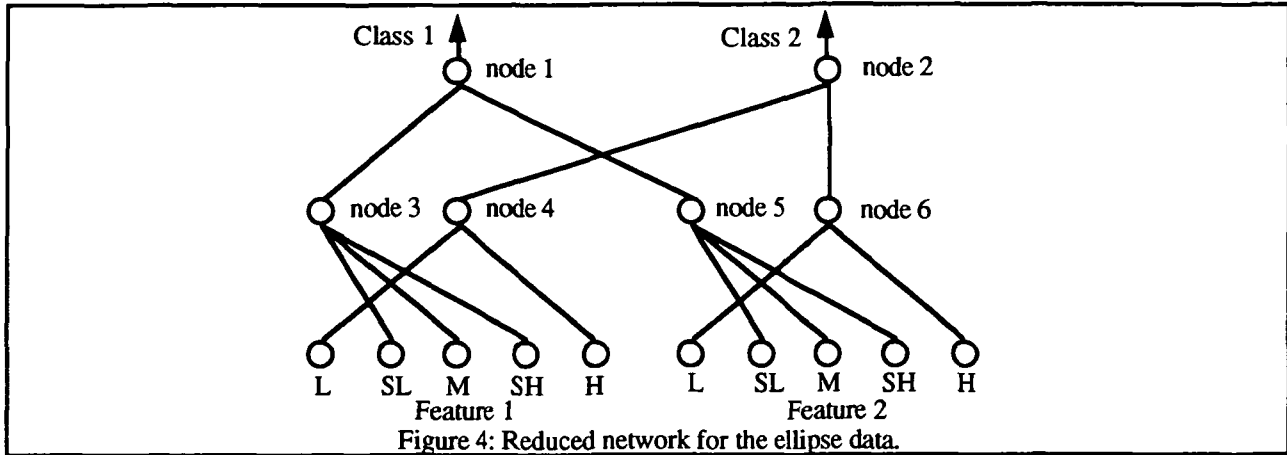 Class 1
Class 2
node 1
node 2
node 3
node 4
node 5
node 6
L SL M SH H L SL M SH H
Feature 1
Feature 2
Figure 4: Reduced network for the ellipse data.